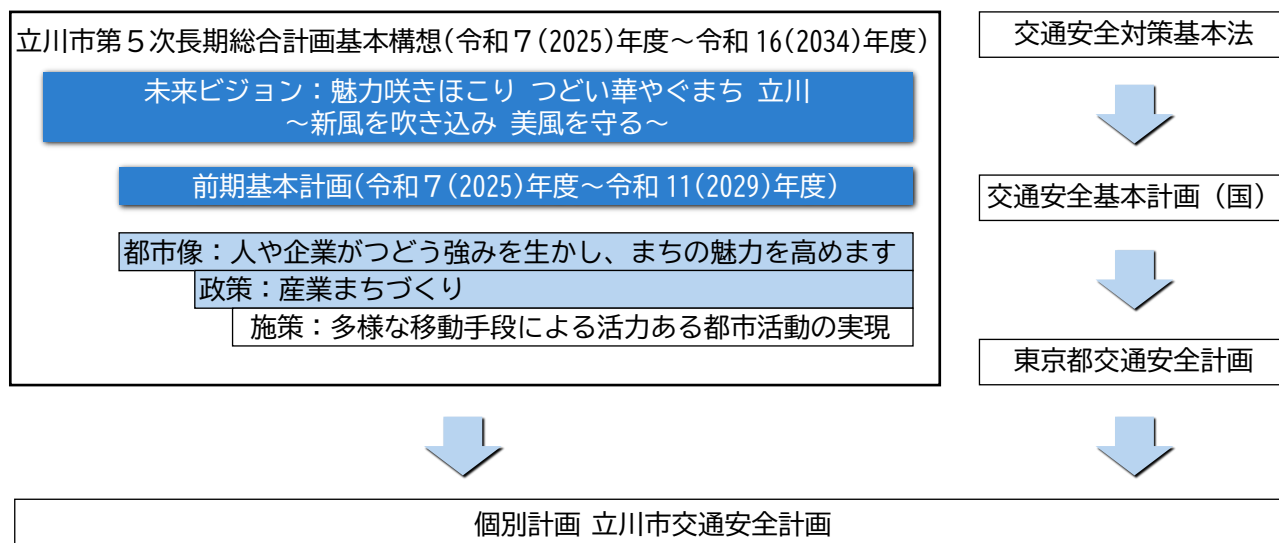 立川市第５次長期総合計画基本構想(令和７(2025)年度～令和16(2034)年度)
未来ビジョン：魅力咲きほこり つどい華やぐまち 立川
～新風を吹き込み 美風を守る～
前期基本計画(令和７(2025)年度～令和11(2029)年度)
都市像：人や企業がつどう強みを生かし、まちの魅力を高めます
政策：産業まちづくり
施策：多様な移動手段による活力ある都市活動の実現
交通安全対策基本法
交通安全基本計画（国）
東京都交通安全計画
個別計画 立川市交通安全計画